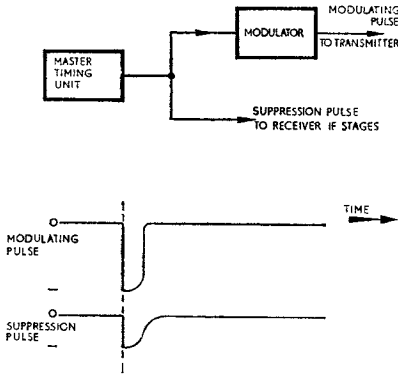 MODULATING
PULSE
TO TRANSMITTER
MODULATOR
MASTER
TIMING
UNIT
SUPPRESSION PULSE
TO RECEIVER IF STAGES
TIME
O
MODULATING
PULSE
–
O
SUPPRESSION
PULSE
–